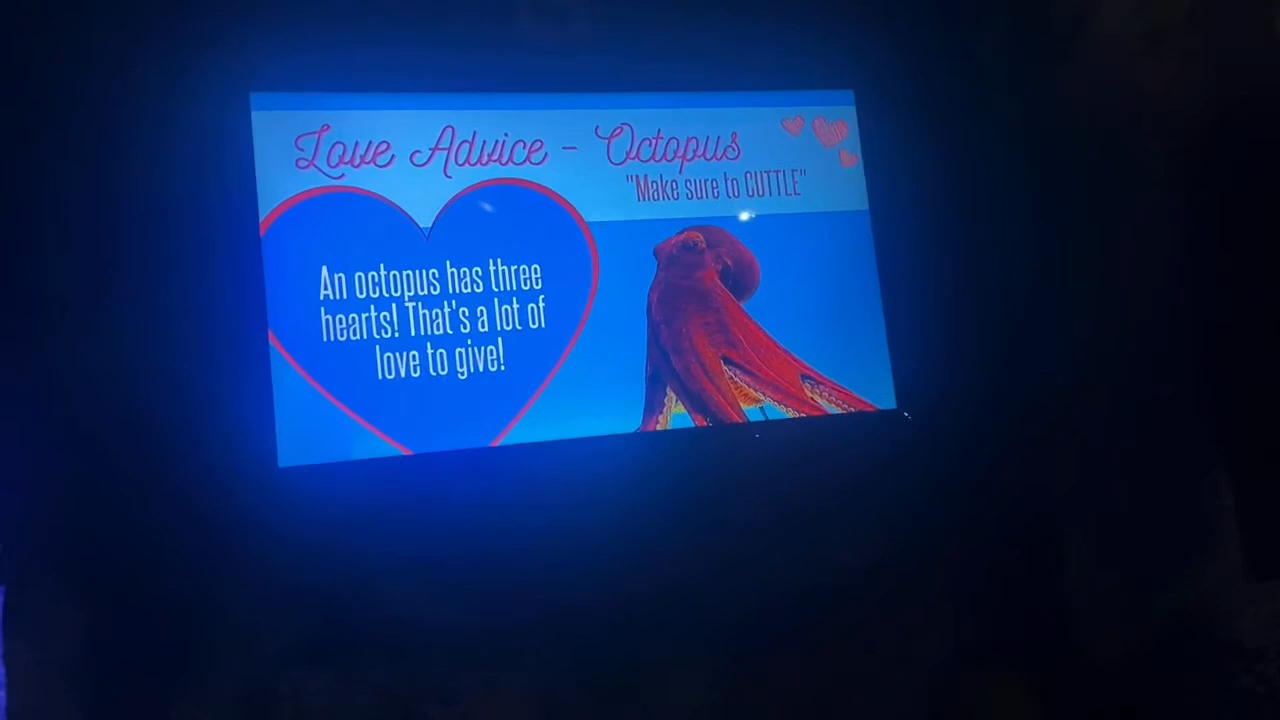 Love Advice - Octopus
"Make sure to CUTTLE"
An octopus has three
hearts! That's a lot of
love to give!